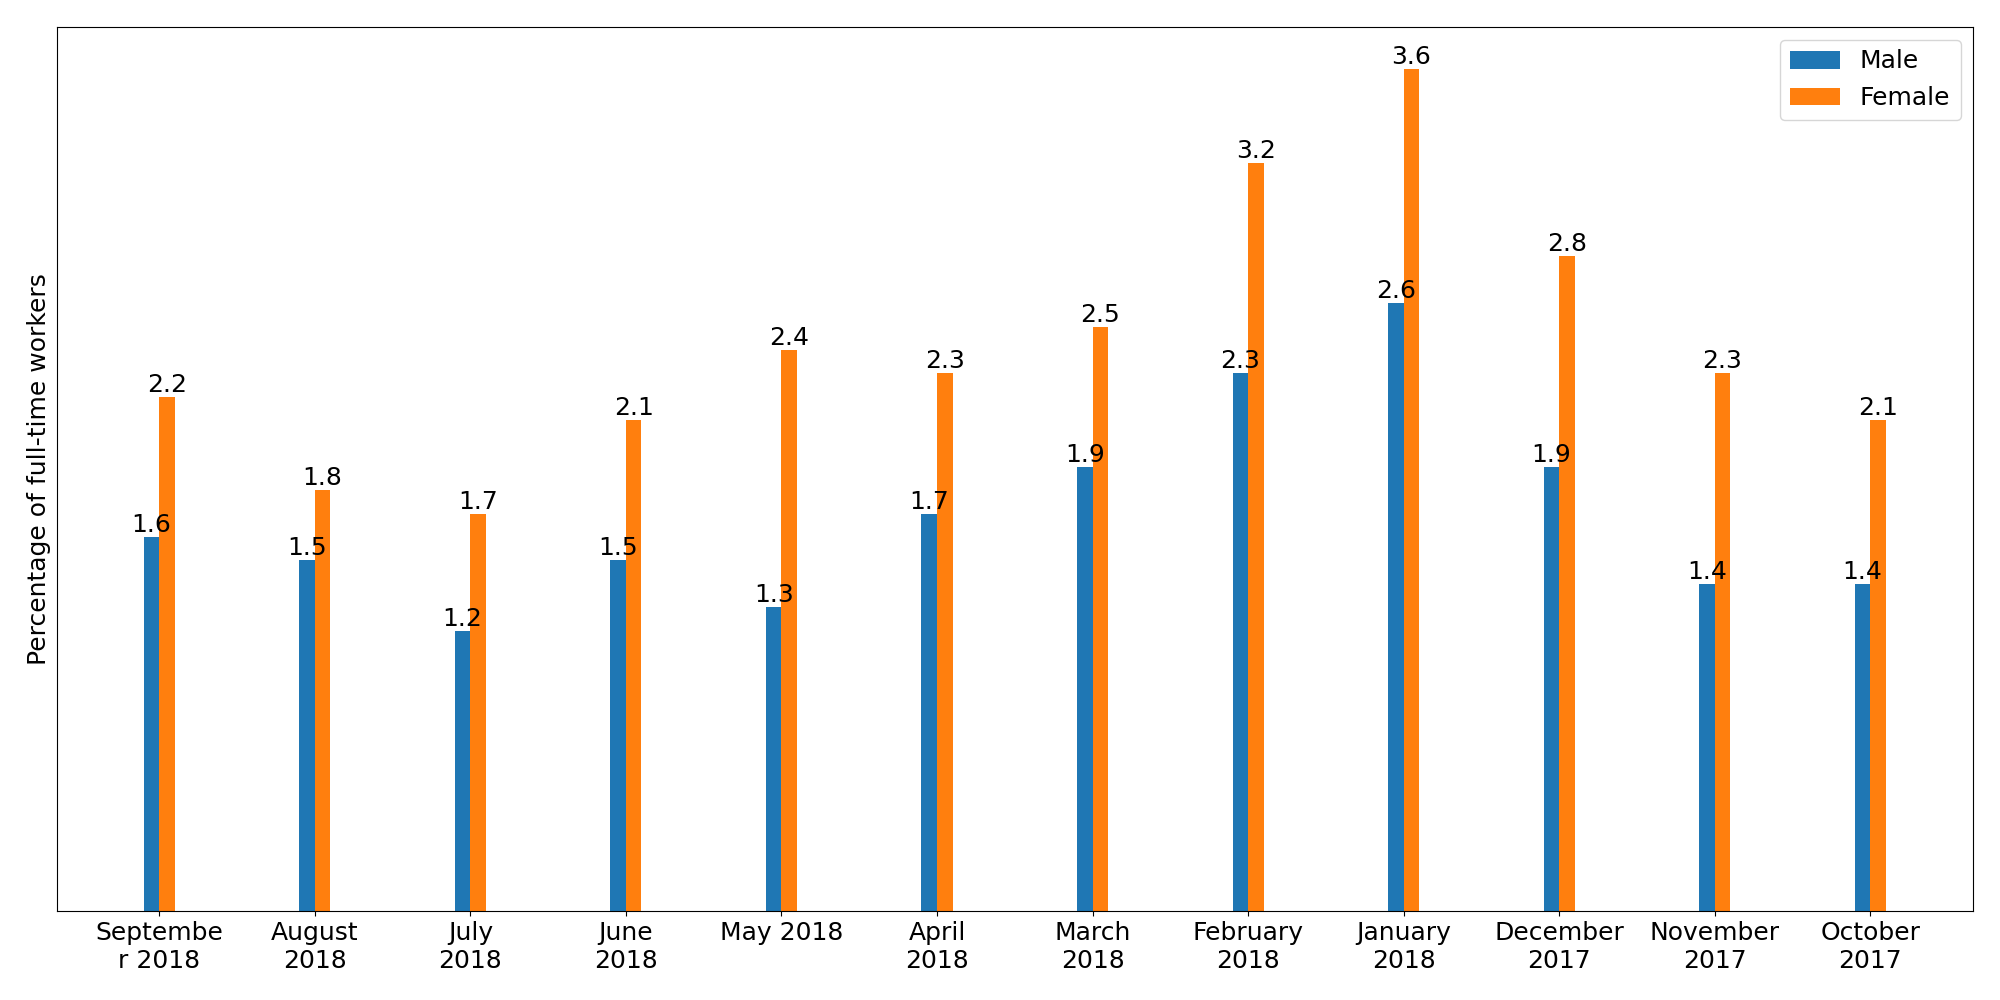 Male
Female
Percentage of full-time workers
1.6
2.2
1.5
1.8
1.2
1.7
1.5
2.1
1.3
2.4
1.7
2.3
1.9
2.5
2.3
3.2
2.6
3.6
1.9
2.8
1.4
2.3
1.4
2.1
Septembe
r 2018
August
2018
July
2018
June
2018
May 2018
April
2018
March
2018
February
2018
January
2018
December
2017
November
2017
October
2017